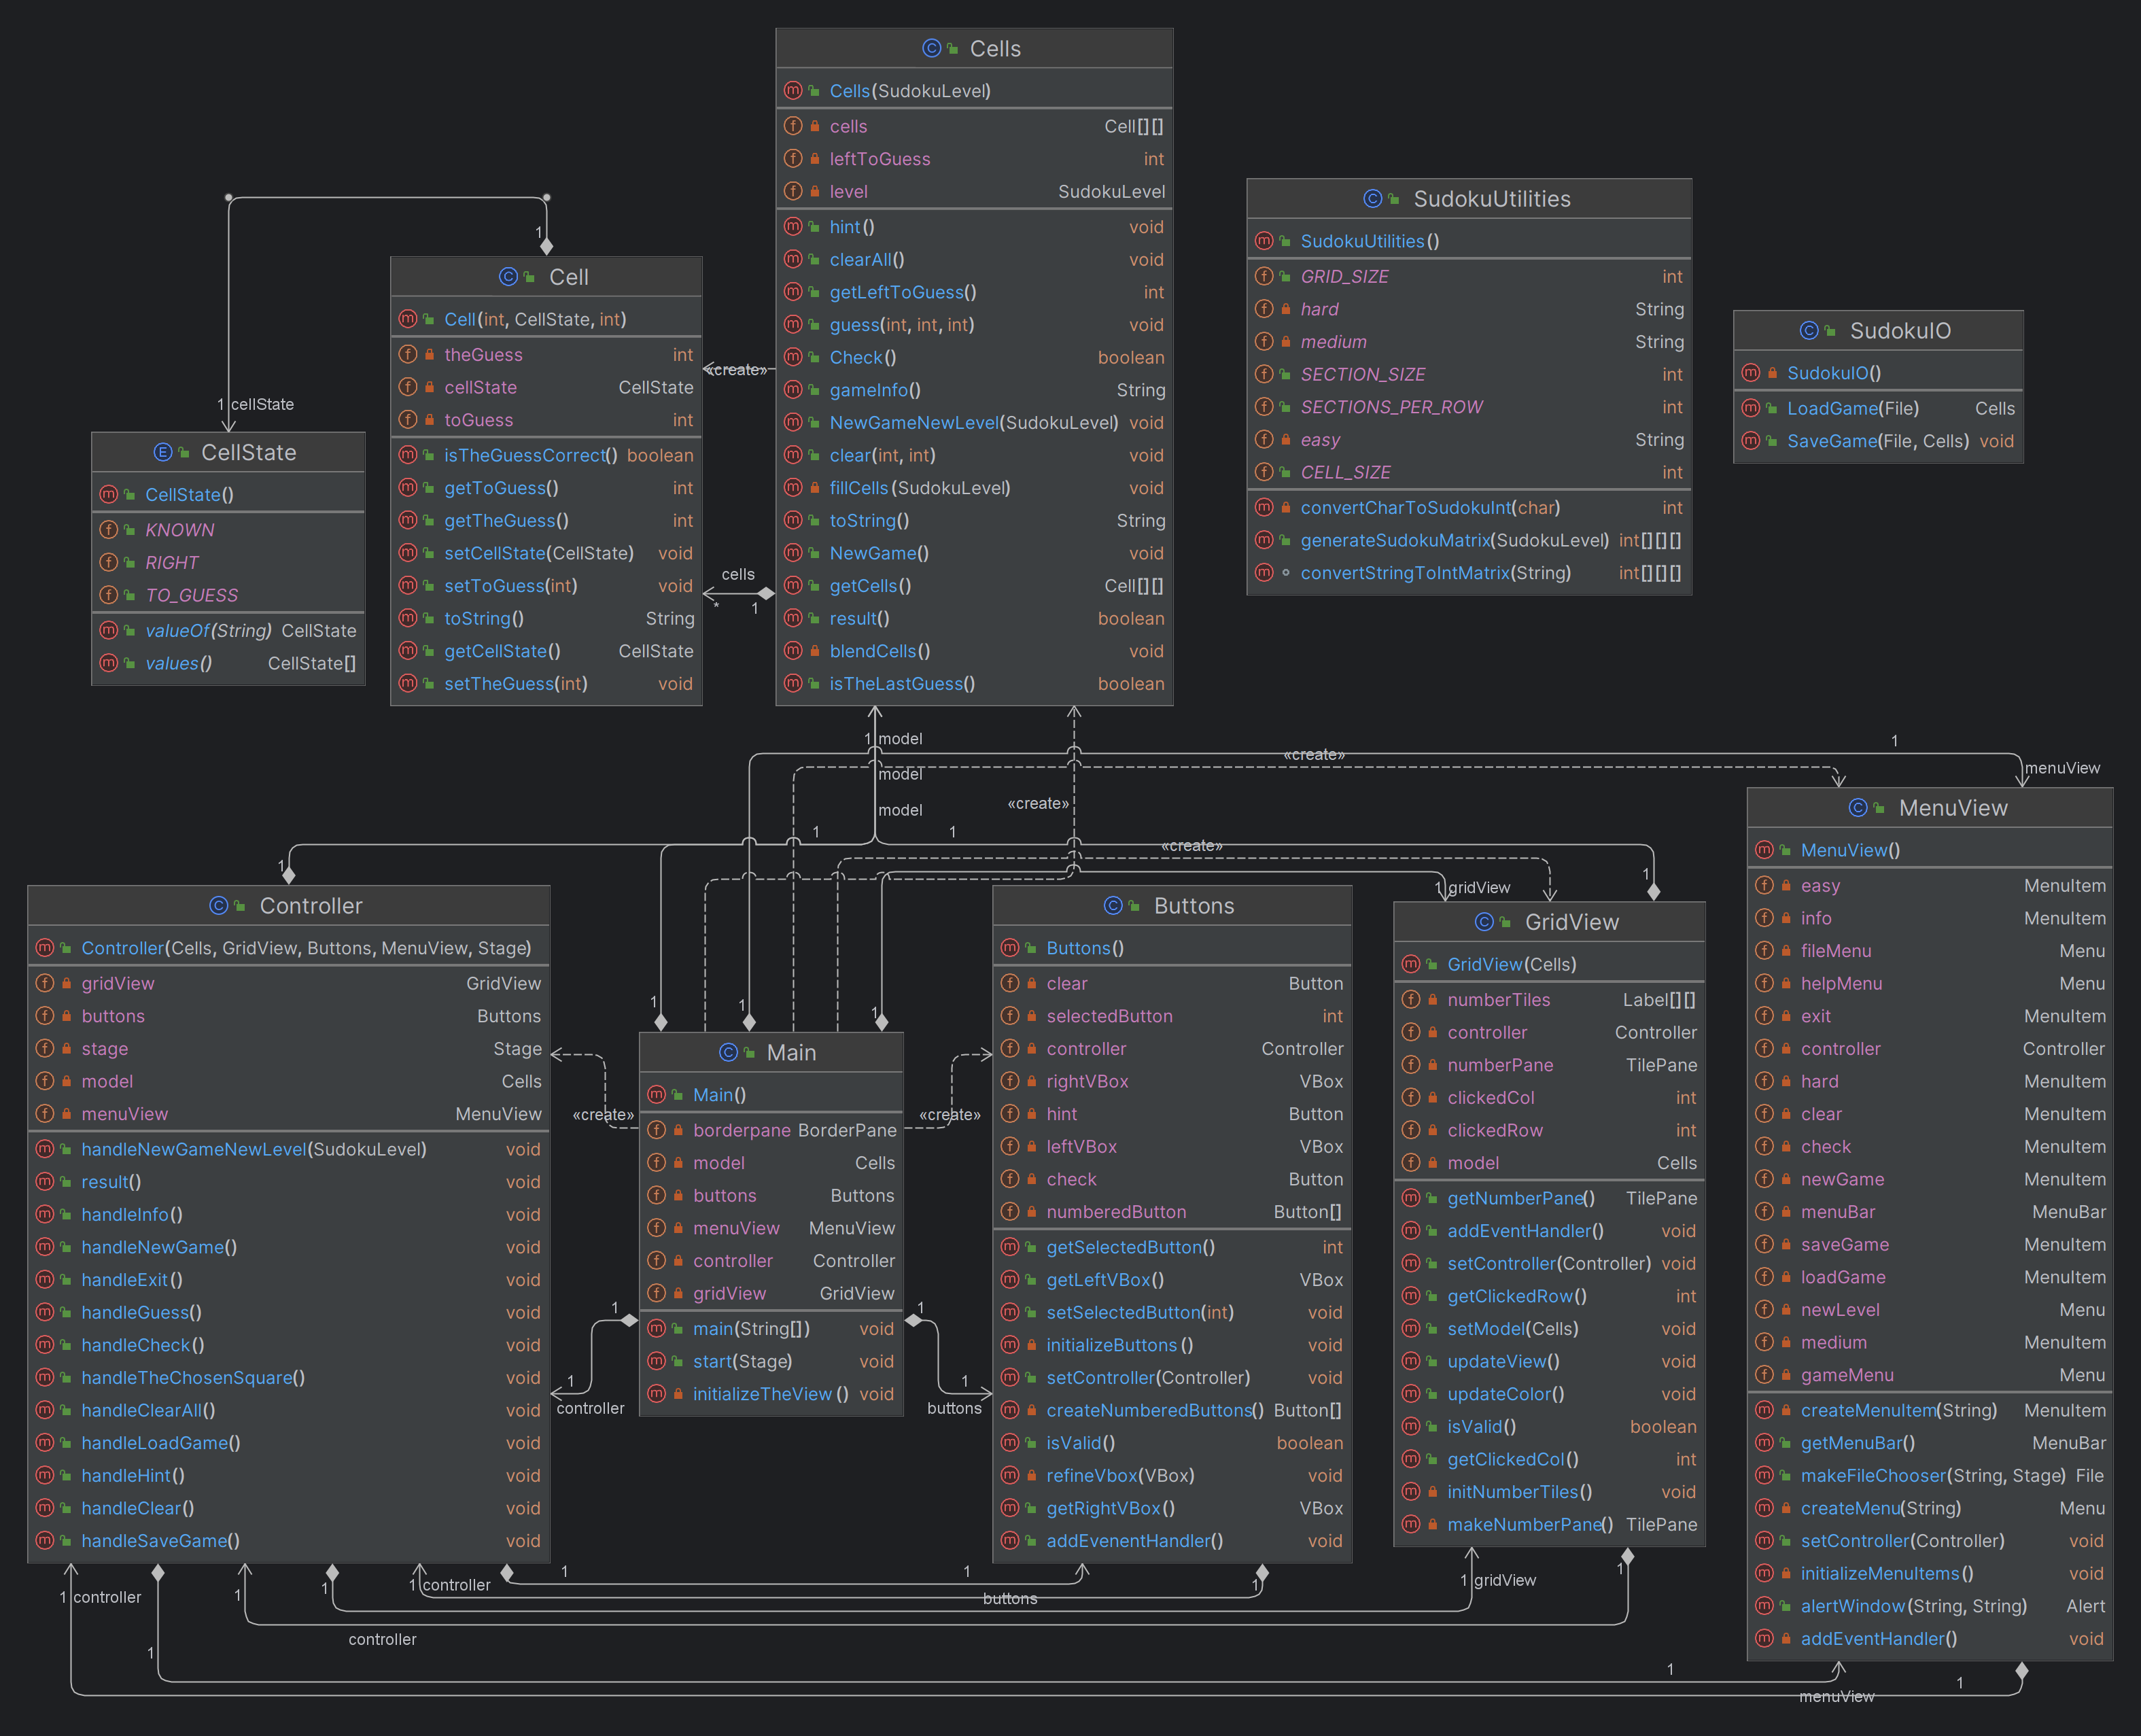 Cells
Cells(SudokuLevel)
cells Cell[][]
leftToGuess int
level SudokuLevel
hint() void
clearAll() void
getLeftToGuess() int
guess(int, int, int) void
Check() boolean
gameInfo() String
NewGameNewLevel(SudokuLevel) void
clear(int, int) void
fillCells(SudokuLevel) void
toString() String
NewGame() void
getCells() Cell[][]
result() boolean
blendCells() void
isTheLastGuess() boolean
SudokuUtilities
SudokuUtilities()
GRID_SIZE int
hard String
medium String
SECTION_SIZE int
SECTIONS_PER_ROW int
easy String
CELL_SIZE int
convertCharToSudokuInt(char) int
generateSudokuMatrix(SudokuLevel) int[][][]
convertStringToIntMatrix(String) int[][][]
SudokuIO
SudokuIO()
LoadGame(File) Cells
SaveGame(File, Cells) void
1
Cell
Cell(int, CellState, int)
theGuess int
cellState CellState
toGuess int
isTheGuessCorrect() boolean
getToGuess() int
getTheGuess() int
setCellState(CellState) void
setToGuess(int) void
toString() String
getCellState() CellState
setTheGuess(int) void
«create»
cells
* 1
1 cellState
CellState
CellState()
KNOWN
RIGHT
TO_GUESS
valueOf(String) CellState
values() CellState[]
1 model
model
model
«create»
«create»
1
menuView
1
1
«create»
1
1
1 gridView
MenuView
MenuView()
easy MenuItem
info MenuItem
fileMenu Menu
helpMenu Menu
exit MenuItem
controller Controller
hard MenuItem
clear MenuItem
check MenuItem
newGame MenuItem
menuBar MenuBar
saveGame MenuItem
loadGame MenuItem
newLevel Menu
medium MenuItem
gameMenu Menu
createMenuItem(String) MenuItem
getMenuBar() MenuBar
makeFileChooser(String, Stage) File
createMenu(String) Menu
setController(Controller) void
initializeMenuItems() void
alertWindow(String, String) Alert
addEventHandler() void
Controller
Controller(Cells, GridView, Buttons, MenuView, Stage)
gridView GridView
buttons Buttons
stage Stage
model Cells
menuView MenuView
handleNewGameNewLevel(SudokuLevel) void
result() void
handleInfo() void
handleNewGame() void
handleExit() void
handleGuess() void
handleCheck() void
handleTheChosenSquare() void
handleClearAll() void
handleLoadGame() void
handleHint() void
handleClear() void
handleSaveGame() void
1
1
1
Main
Main()
borderpane BorderPane
model Cells
buttons Buttons
menuView MenuView
controller Controller
gridView GridView
main(String[]) void
start(Stage) void
initializeTheView() void
«create»
«create»
1
1
controller
1
1
buttons
Buttons
Buttons()
clear Button
selectedButton int
controller Controller
rightVBox VBox
hint Button
leftVBox VBox
check Button
numberedButton Button[]
getSelectedButton() int
getLeftVBox() VBox
setSelectedButton(int) void
initializeButtons() void
setController(Controller) void
createNumberedButtons() Button[]
isValid() boolean
refineVbox(VBox) void
getRightVBox() VBox
addEvenentHandler() void
GridView
GridView(Cells)
numberTiles Label[][]
controller Controller
numberPane TilePane
clickedCol int
clickedRow int
model Cells
getNumberPane() TilePane
addEventHandler() void
setController(Controller) void
getClickedRow() int
setModel(Cells) void
updateView() void
updateColor() void
isValid() boolean
getClickedCol() int
initNumberTiles() void
makeNumberPane() TilePane
1 controller
1
1
1
1 controller
1
1
buttons
1
1 gridView
1
controller
1
1
menuView
1